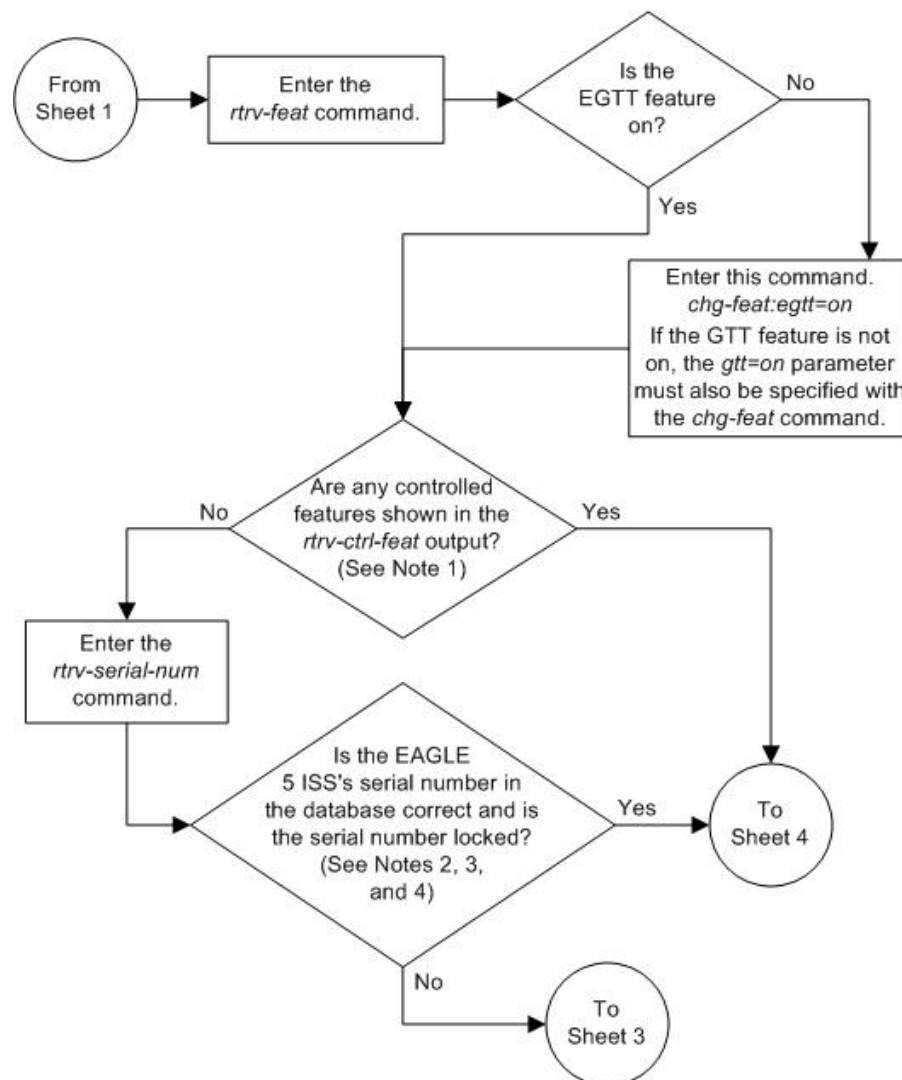 From
Sheet 1
Enter the
rtrv-feat command.
Is the
EGTT feature
on?
No
Yes
Enter this command.
chg-feat:egtt=on
If the GTT feature is not
on, the gtt=on parameter
must also be specified with
the chg-feat command.
Are any controlled
features shown in the
rtrv-ctrl-feat output?
(See Note 1)
No
Yes
Enter the
rtrv-serial-num
command.
Is the EAGLE
5 ISS's serial number in
the database correct and is
the serial number locked?
(See Notes 2, 3,
and 4)
Yes
To
Sheet 4
No
To
Sheet 3